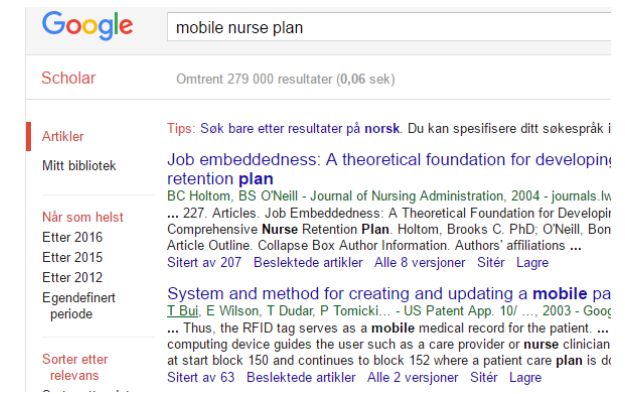 Google
mobile nurse plan
Scholar
Omtrent 279 000 resultater (0,06 sek)
Artikler
Mitt bibliotek
Når som helst
Etter 2016
Etter 2015
Etter 2012
Egendefinert
periode
Sorter etter
relevans
Tips: Søk bare etter resultater på norsk. Du kan spesifisere ditt søkespråk i
Job embeddedness: A theoretical foundation for developing
retention plan
BC Holtom, BS O'Neill - Journal of Nursing Administration, 2004 - journals.lw
... 227. Articles. Job Embeddedness: A Theoretical Foundation for Developin
Comprehensive Nurse Retention Plan. Holtom, Brooks C. PhD; O'Neill, Bon
Article Outline. Collapse Box Author Information. Authors' affiliations ...
Sitert av 207 Beslektede artikler Alle 8 versjoner Sitér Lagre
System and method for creating and updating a mobile pa
T Bui, E Wilson, T Dudar, P Tomicki... - US Patent App. 10/ ..., 2003 - Goog
... Thus, the RFID tag serves as a mobile medical record for the patient. ...
computing device guides the user such as a care provider or nurse clinician
at start block 150 and continues to block 152 where a patient care plan is do
Sitert av 63 Beslektede artikler Alle 2 versjoner Sitér Lagre